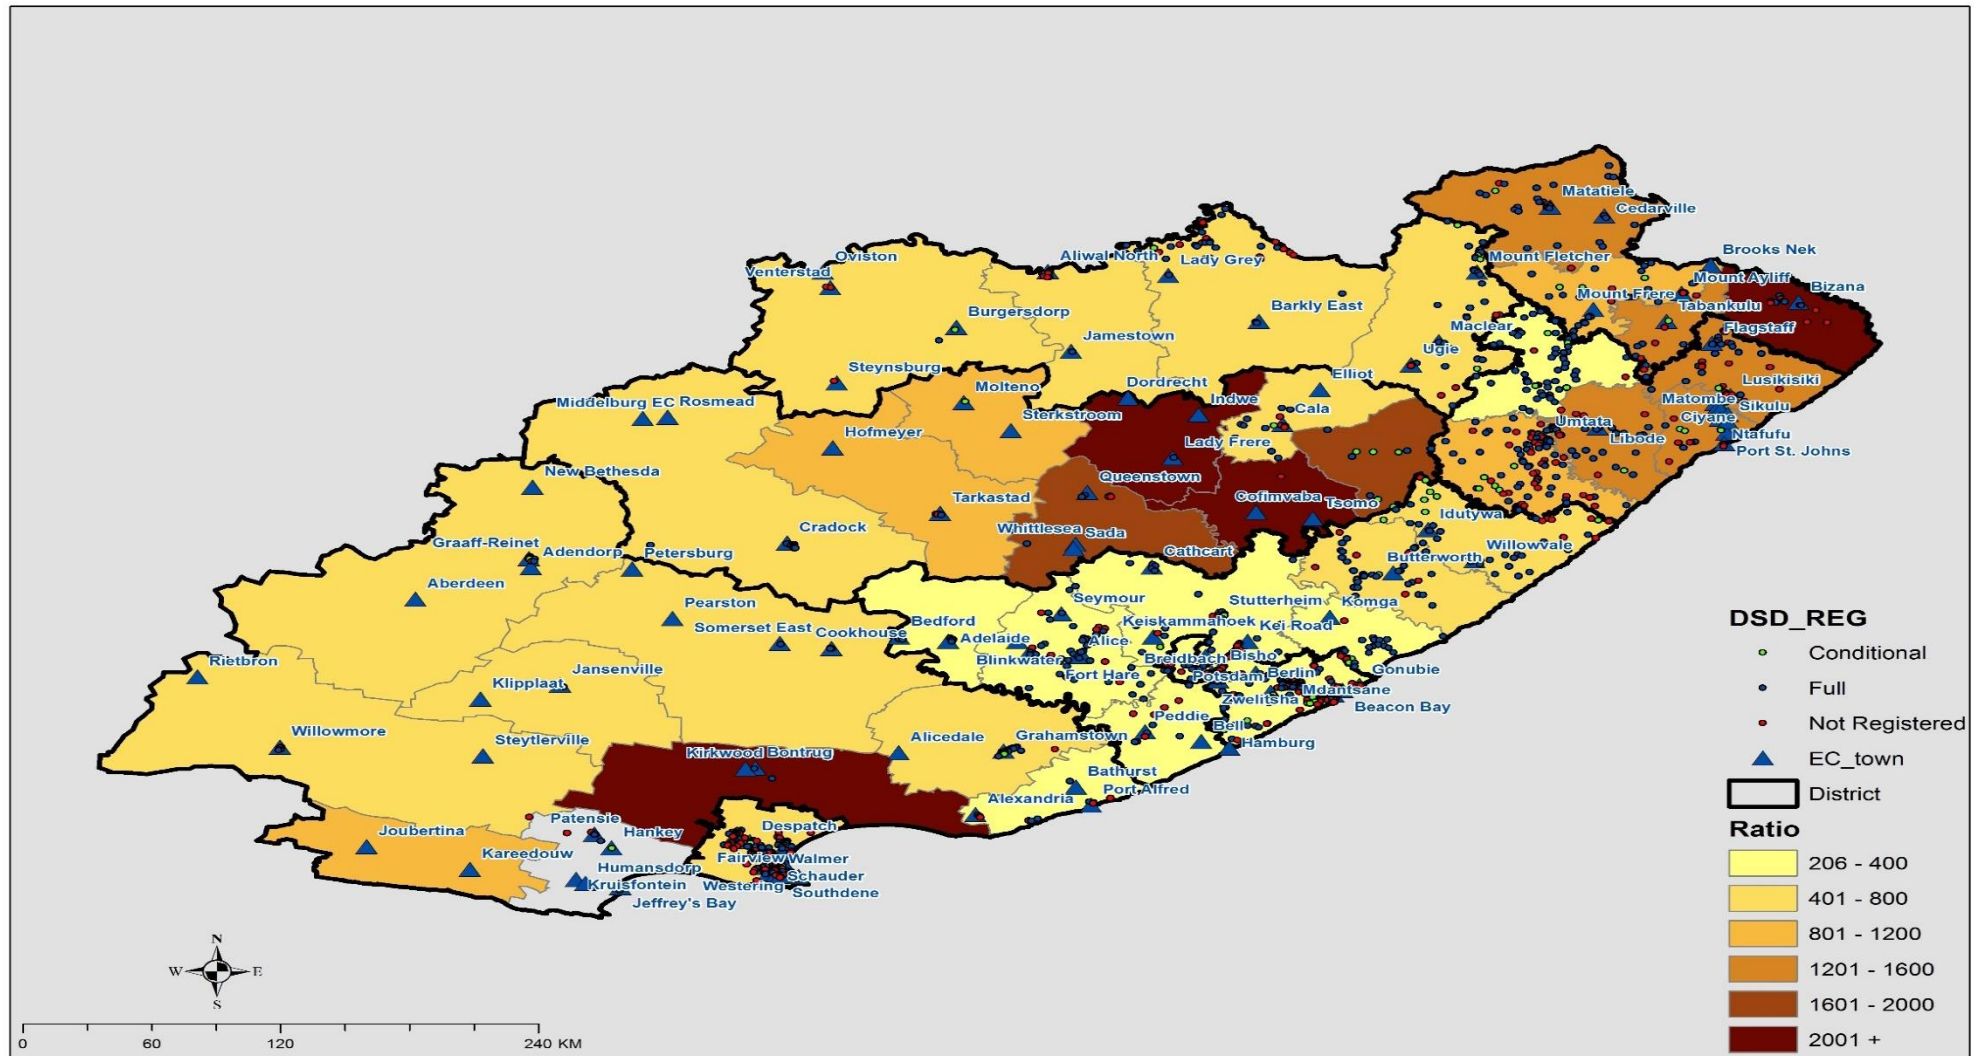 Matatiele
Cedarville
Brooks Nek
Oviston
Aliwal North
Lady Grey
Mount Fletcher
Venterstad
Mount Ayliff
Bizana
Mount Frere
Tabankulu
Barkly East
Burgersdorp
Maclear
Flagstaff
Jamestown
Ugie
Steynsburg
Elliot
Lusikisiki
Molteno
Dordrecht
Indwe
Middelburg EC
Rosmead
Matombe
Sikulu
Sterkstroom
Cala
Ciyane
Umtata
Hofmeyer
Lady Frere
Libode
Ntafufu
Port St. Johns
New Bethesda
Queenstown
Tarkastad
Cofimvaba
Tsomo
Idutywa
Cradock
Whittlesea
Sada
Willowvale
Graaff-Reinet
Adendorp
Petersburg
Cathcart
Butterworth
Aberdeen
Pearston
Seymour
Stutterheim
Komga
Somerset East
Cookhouse
Bedford
Adelaide
Alice
Keiskammahoek
Kei Road
Rietbron
Jansenville
Blinkwater
Breidbach
Bisho
Gonubie
Klipplaat
Fort Hare
Potsdam
Berlin
Mdantsane
Zwelitsha
Beacon Bay
Willowmore
Steytlerville
Alicedale
Grahamstown
Peddie
Bell
Hamburg
Kirkwood
Bontrug
Bathurst
Port Alfred
Alexandria
Patensie
Hankey
Despatch
Joubertina
Kareedouw
Fairview
Walmer
Humansdorp
Schauder
Kruisfontein
Westering
Southdene
Jeffrey's Bay
DSD_REG
Conditional
Full
Not Registered
EC_town
District
Ratio
206 - 400
401 - 800
801 - 1200
1201 - 1600
1601 - 2000
2001 +
N
W
E
S
0
60
120
240 KM